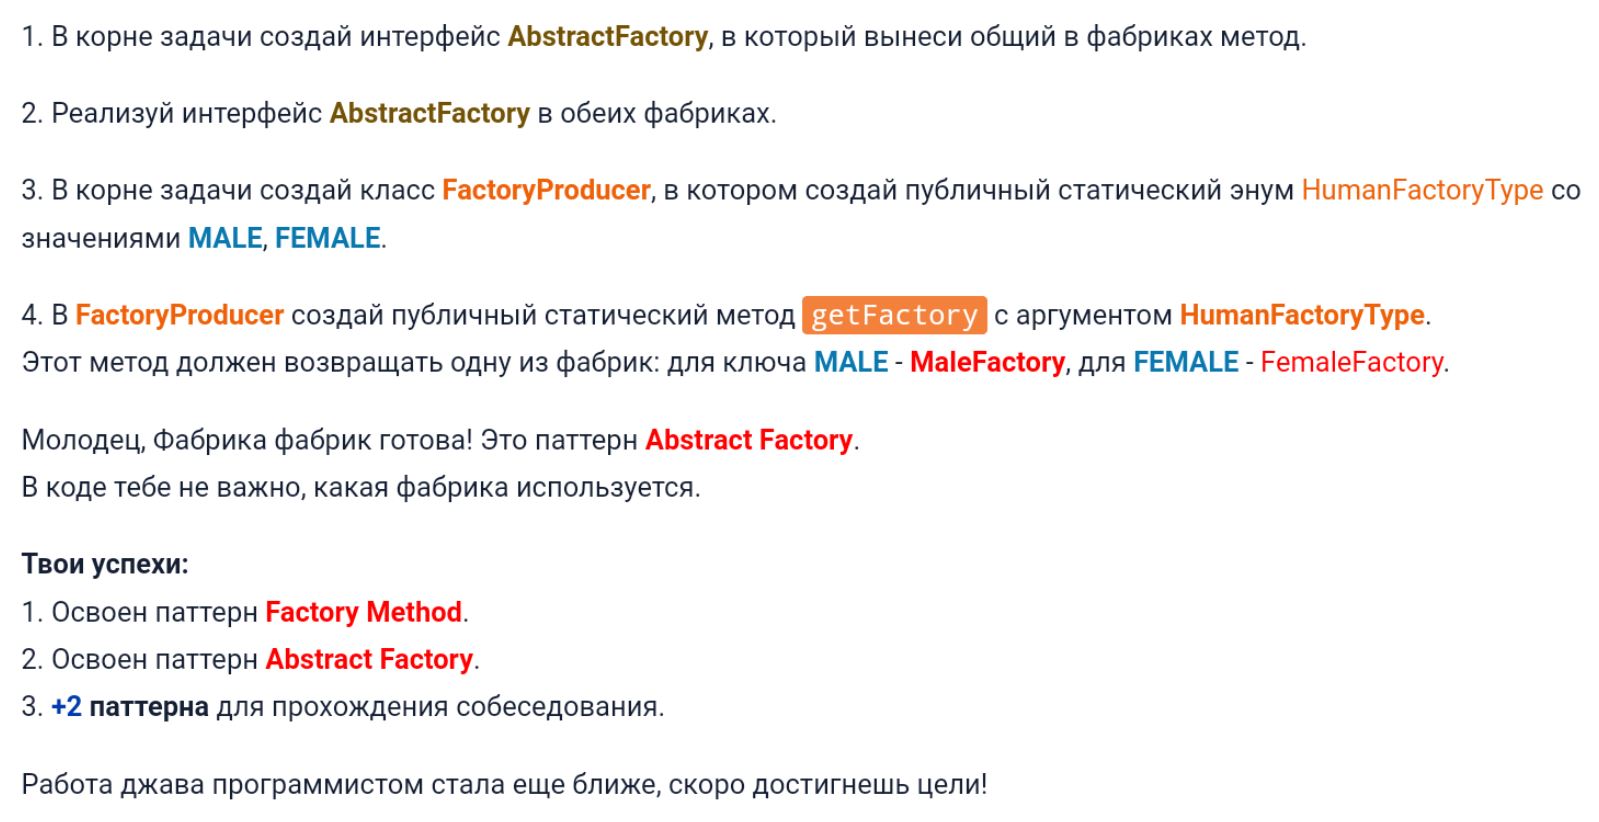 1. В корне задачи создай интерфейс AbstractFactory, в который вынеси общий в фабриках метод.
2. Реализуй интерфейс AbstractFactory в обеих фабриках.
3. В корне задачи создай класс FactoryProducer, в котором создай публичный статический энум HumanFactoryType со
значениями MALE, FEMALE.
4. В FactoryProducer создай публичный статический метод getFactory с аргументом HumanFactoryType.
Этот метод должен возвращать одну из фабрик: для ключа MALE - MaleFactory, для FEMALE - FemaleFactory.
Молодец, Фабрика фабрик готова! Это паттерн Abstract Factory.
В коде тебе не важно, какая фабрика используется.
Твои успехи:
1. Освоен паттерн Factory Method.
2. Освоен паттерн Abstract Factory.
3. +2 паттерна для прохождения собеседования.
Работа джава программистом стала еще ближе, скоро достигнешь цели!